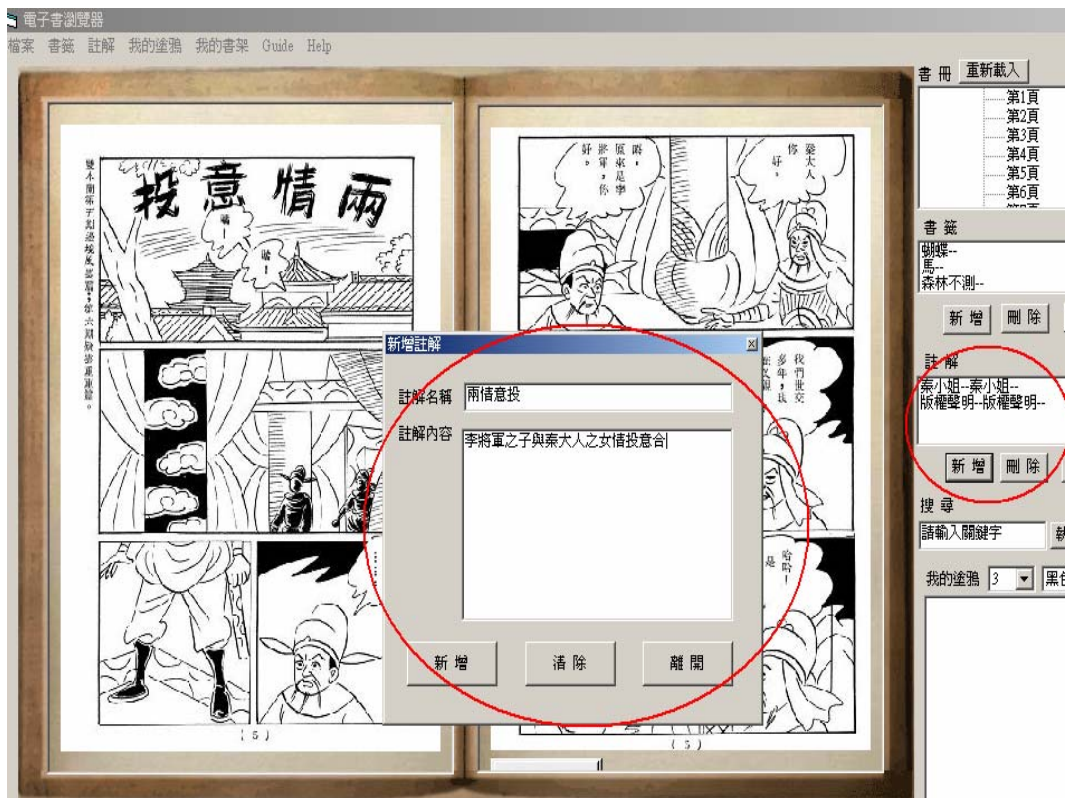 電子書瀏覽器
檔案 書籤 註解 我的塗鴉 我的書架 Guide Help
兩情意投
嘻!
哈!
(5)
梁大人
你好。
唔,
原來是李
將軍,你
好。
我們世交
多年,我
哈哈!
是
(5)
新增註解
註解名稱 兩情意投
註解內容 李將軍之子與秦大人之女情投意合
新 增 清 除 離 開
書 冊 重新載入
第1頁
第2頁
第3頁
第4頁
第5頁
第6頁
書 籤
蝴蝶--
馬--
森林不測--
新 增 刪 除
註 解
秦小姐--秦小姐--
版權聲明--版權聲明--
新 增 刪 除
搜 尋
請輸入關鍵字
我的塗鴉 3 黑色